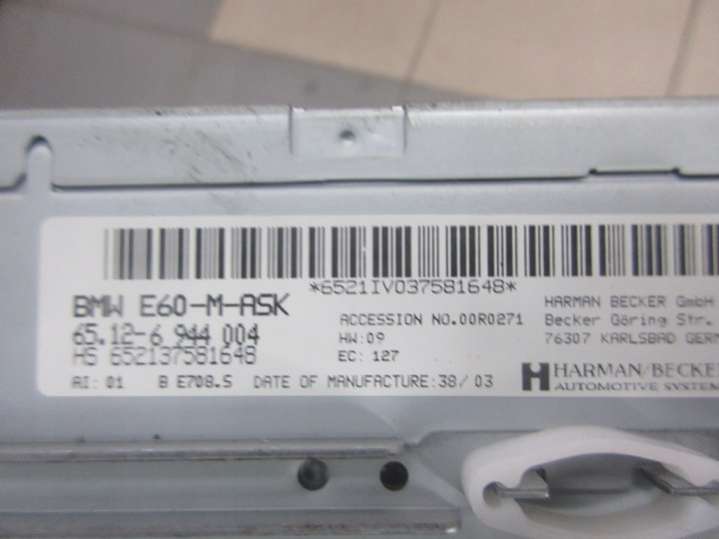 *6521IV037581648*
BMW E60-M-ASK
65.12-6 944 004
HS 652137581648
AI: 01 B E708.5 DATE OF MANUFACTURE:38/03
ACCESSION NO.00R0271
HW:09
EC: 127
HARMAN BECKER GmbH
Becker Göring Str.
76307 KARLSBAD GERM
HARMAN/BECKER
AUTOMOTIVE SYSTEM